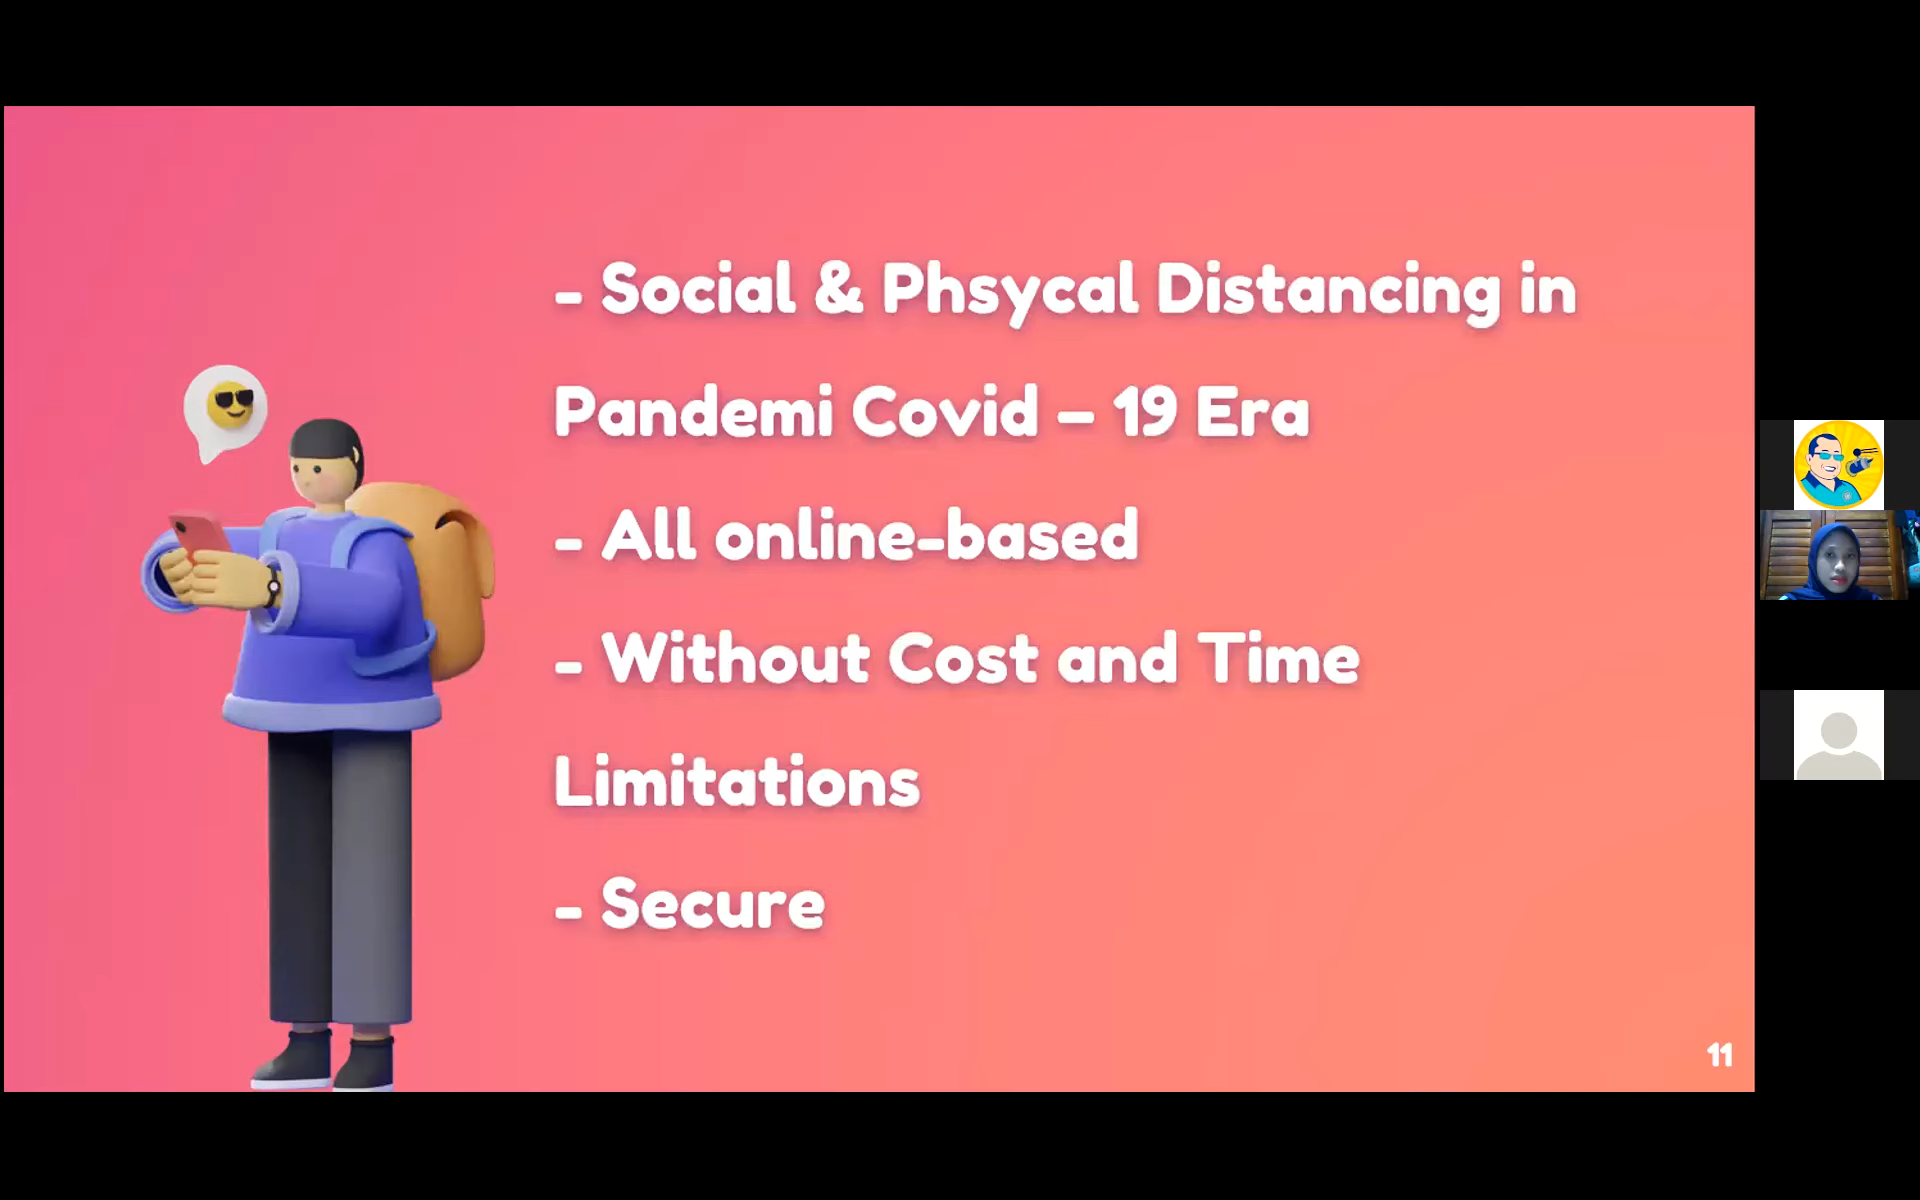 - Social & Phsycal Distancing in
Pandemi Covid – 19 Era
- All online-based
- Without Cost and Time
Limitations
- Secure
11